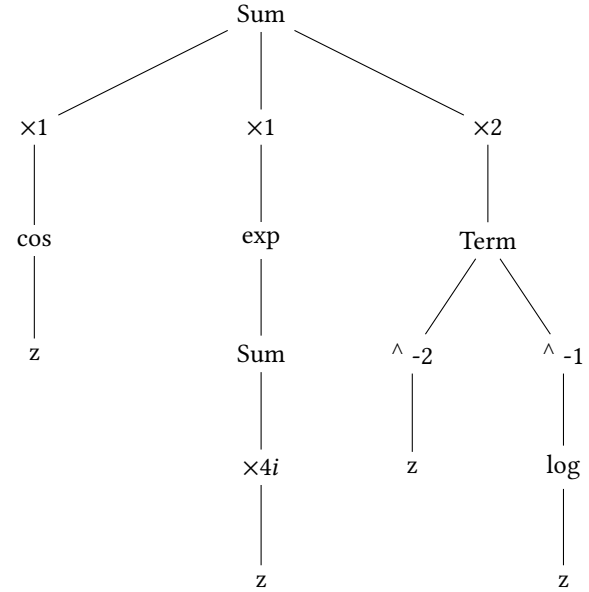 Sum
×1 ×1 ×2
cos exp Term
z Sum ^ -2 ^ -1
×4i z log
z z